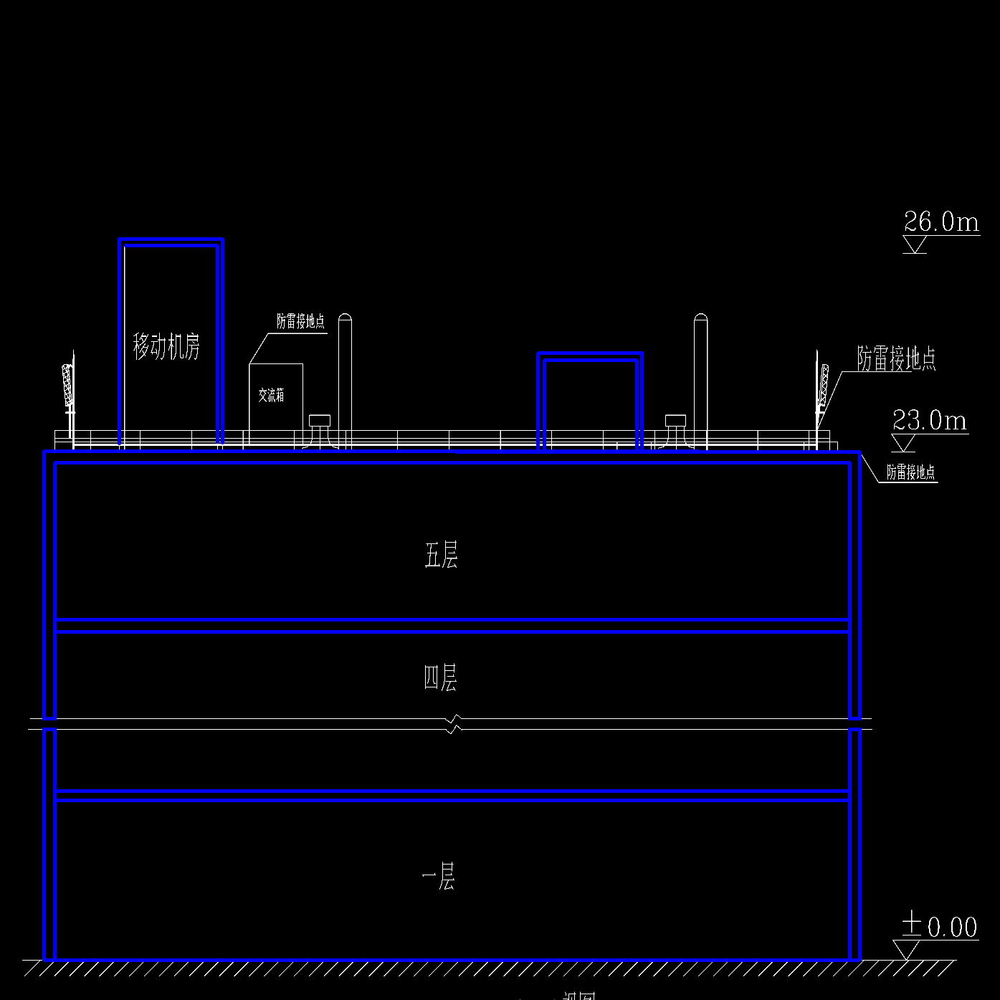 26.0m
防雷接地点
移动机房
防雷接地点
交流箱
23.0m
防雷接地点
五层
四层
一层
±0.00